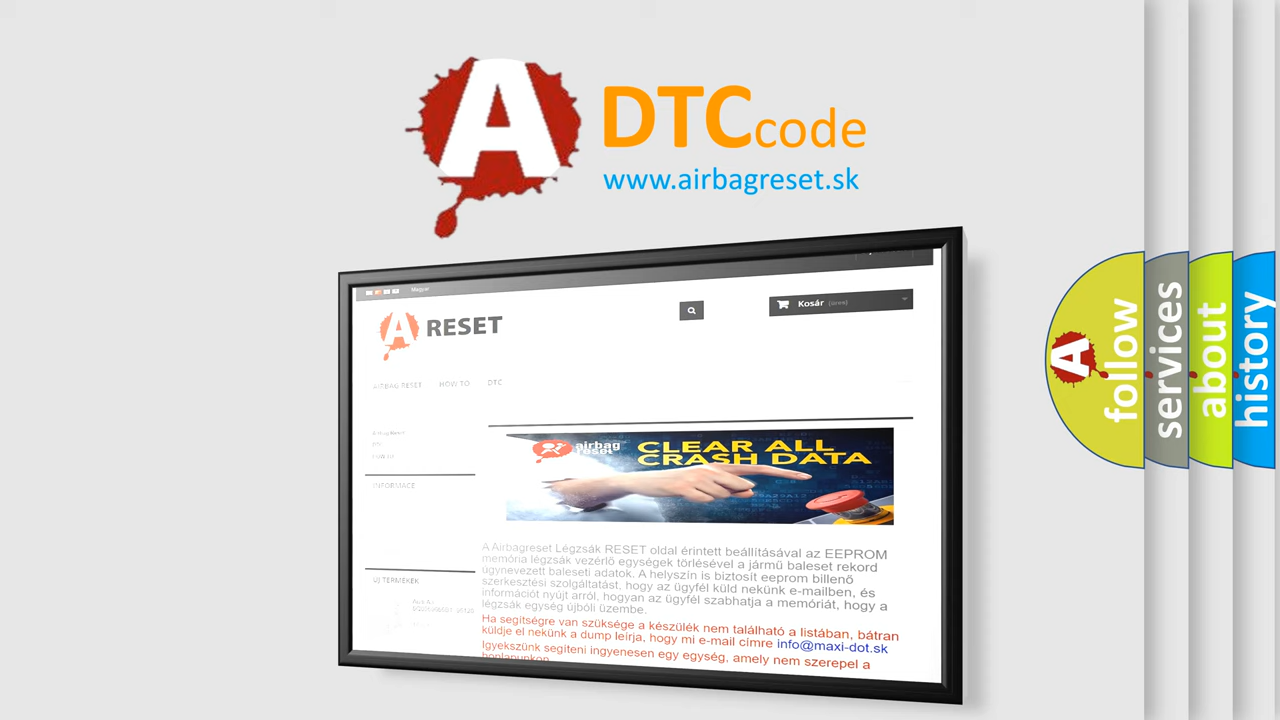 A
DTCcode
www.airbagreset.sk
Magyar
A RESET
Kosár (üres)
AIRBAG RESET HOW TO DTC
INFORMACE
ÚJ TERMÉKEK
airbag
reset
CLEAR ALL
CRASH DATA
A Airbagreset Légzsák RESET oldal érintett beállításával az EEPROM
memória légzsák vezérlő egységek törlésével a jármű baleset rekord
úgynevezett baleseti adatok. A helyszín is biztosít eeprom billenő
szerkesztési szolgáltatást, hogy az ügyfél küld nekünk e-mailben, és
információt nyújt arról, hogyan az ügyfél szabhatja a memóriát, hogy a
légzsák egység újbóli üzembe.
Ha segítségre van szüksége a készülék nem található a listában, bátran
küldje el nekünk a dump leírja, hogy mi e-mail címre info@maxi-dot.sk
Igyekszünk segíteni ingyenesen egy egység, amely nem szerepel a
honlapunkon
A
follow
services
about
history